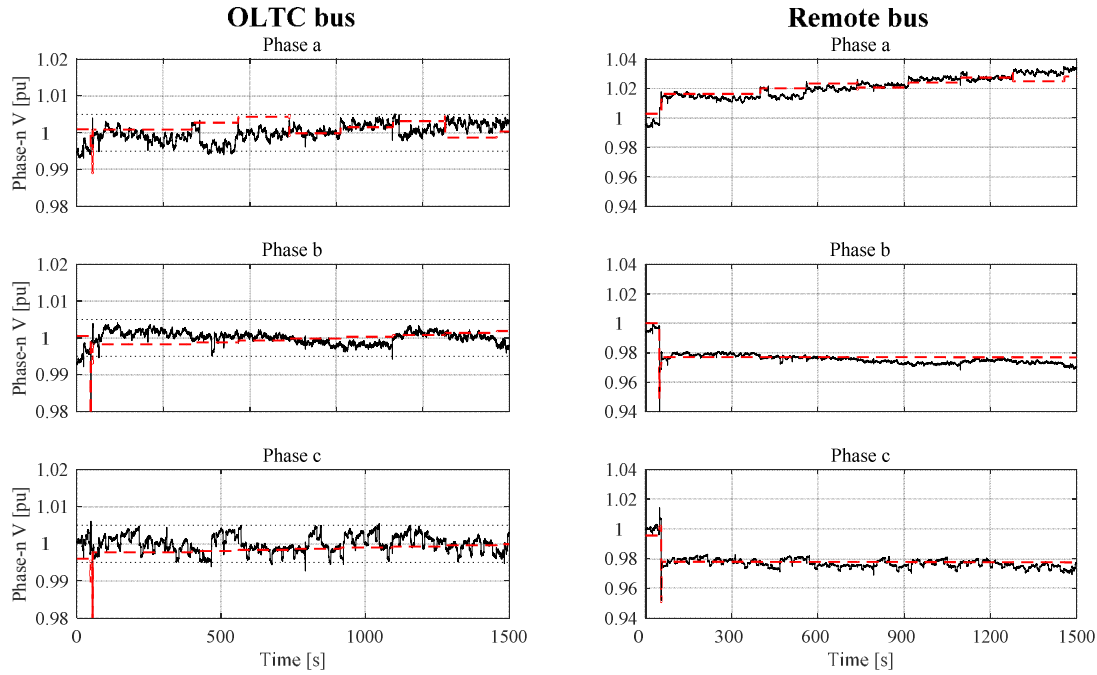 OLTC bus
Remote bus
Phase a
Phase a
Phase-n V [pu]
1.02
1.01
1
0.99
0.98
1.04
1.02
1
0.98
0.96
0.94
Phase b
Phase b
Phase-n V [pu]
1.02
1.01
1
0.99
0.98
1.04
1.02
1
0.98
0.96
0.94
Phase c
Phase c
Phase-n V [pu]
1.02
1.01
1
0.99
0.98
1.04
1.02
1
0.98
0.96
0.94
0 500 1000 1500
0 300 600 900 1200 1500
Time [s]
Time [s]